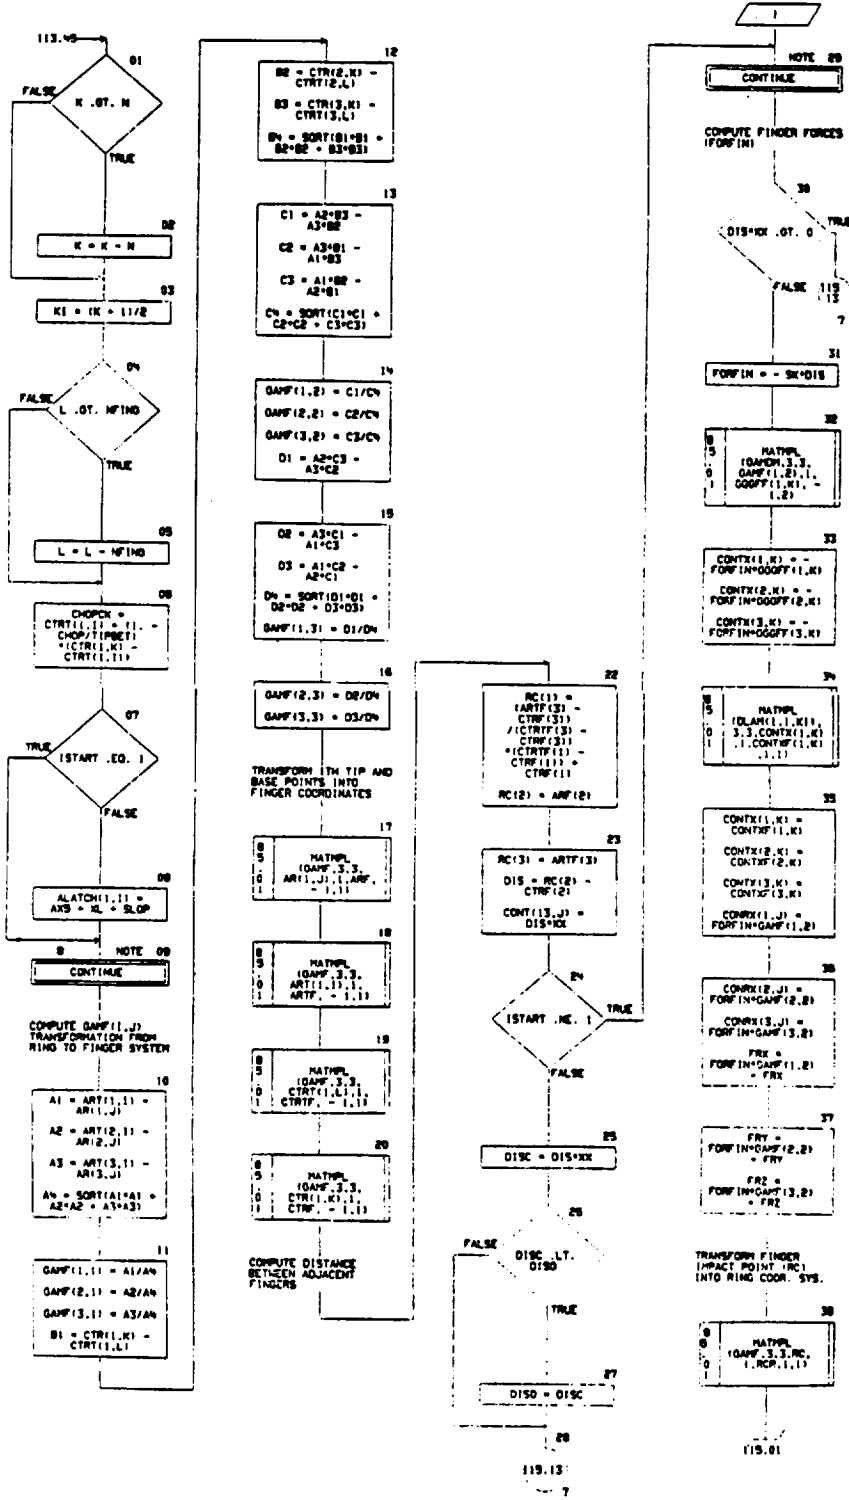 113.45
01
K .GT. N
FALSE
TRUE
02
K = K - N
03
K1 = (K + 1)/2
04
L .GT. NFING
FALSE
TRUE
05
L = L - NFING
06
CHOPCK =
CTRT(1,I) + (1. -
CHOP/TIPBET)
*(CTR(1,K) -
CTRT(1,I))
07
ISTART .EQ. 1
TRUE
FALSE
08
ALATCH(1,I) =
AXS + XL + SLOP
8 NOTE 09
CONTINUE
COMPUTE GAMF(I,J)
TRANSFORMATION FROM
RING TO FINGER SYSTEM
10
A1 = ART(1,I) -
AR(1,J)
A2 = ART(2,I) -
AR(2,J)
A3 = ART(3,I) -
AR(3,J)
A4 = SQRT(A1*A1 +
A2*A2 + A3*A3)
11
GAMF(1,1) = A1/A4
GAMF(2,1) = A2/A4
GAMF(3,1) = A3/A4
B1 = CTR(1,K) -
CTRT(1,L)
12
B2 = CTR(2,K) -
CTRT(2,L)
B3 = CTR(3,K) -
CTRT(3,L)
B4 = SQRT(B1*B1 +
B2*B2 + B3*B3)
13
C1 = A2*B3 -
A3*B2
C2 = A3*B1 -
A1*B3
C3 = A1*B2 -
A2*B1
C4 = SQRT(C1*C1 +
C2*C2 + C3*C3)
14
GAMF(1,2) = C1/C4
GAMF(2,2) = C2/C4
GAMF(3,2) = C3/C4
D1 = A2*C3 -
A3*C2
15
D2 = A3*C1 -
A1*C3
D3 = A1*C2 -
A2*C1
D4 = SQRT(D1*D1 +
D2*D2 + D3*D3)
GAMF(1,3) = D1/D4
16
GAMF(2,3) = D2/D4
GAMF(3,3) = D3/D4
TRANSFORM ITH TIP AND
BASE POINTS INTO
FINGER COORDINATES
17
MATMPL
(GAMF,3,3,
AR(1,J),1,ARF,
- 1,1)
18
MATMPL
(GAMF,3,3,
ART(1,I),1,
ARTF, - 1,1)
19
MATMPL
(GAMF,3,3,
CTRT(1,L),1,
CTRTF, - 1,1)
20
MATMPL
(GAMF,3,3,
CTR(1,K),1,
CTRF, - 1,1)
COMPUTE DISTANCE
BETWEEN ADJACENT
FINGERS
22
RC(1) =
(ARTF(3) -
CTRF(3))
/(CTRTF(3) -
CTRF(3))
*(CTRTF(1) -
CTRF(1)) +
CTRF(1)
RC(2) = ARF(2)
23
RC(3) = ARTF(3)
DIS = RC(2) -
CTRF(2)
CONT(13,J) =
DIS*XX
24
ISTART .NE. 1
TRUE
FALSE
25
DISC = DIS*XX
26
DISC .LT.
DISO
FALSE
TRUE
27
DISO = DISC
28
115.13
7
1
NOTE 29
CONTINUE
COMPUTE FINGER FORCES
(FORFIN)
30
DIS*XX .GT. 0
TRUE
FALSE
115
13
7
31
FORFIN = - SK*DIS
32
MATMPL
(GAMDM,3,3,
GAMF(1,2),1,
GGGFF(1,K), -
1,2)
33
CONTX(1,K) = -
FORFIN*GGGFF(1,K)
CONTX(2,K) = -
FORFIN*GGGFF(2,K)
CONTX(3,K) = -
FORFIN*GGGFF(3,K)
34
MATMPL
(DLAM(1,1,K1),
3,3,CONTX(1,K)
,1,CONTXF(1,K)
,1,1)
35
CONTX(1,K) =
CONTXF(1,K)
CONTX(2,K) =
CONTXF(2,K)
CONTX(3,K) =
CONTXF(3,K)
CONRX(1,J) =
FORFIN*GAMF(1,2)
36
CONRX(2,J) =
FORFIN*GAMF(2,2)
CONRX(3,J) =
FORFIN*GAMF(3,2)
FRX =
FORFIN*GAMF(1,2)
+ FRX
37
FRY =
FORFIN*GAMF(2,2)
+ FRY
FRZ =
FORFIN*GAMF(3,2)
+ FRZ
TRANSFORM FINGER
IMPACT POINT (RC)
INTO RING COOR. SYS.
38
MATMPL
(GAMF,3,3,RC,
1,RCR,1,1)
115.01